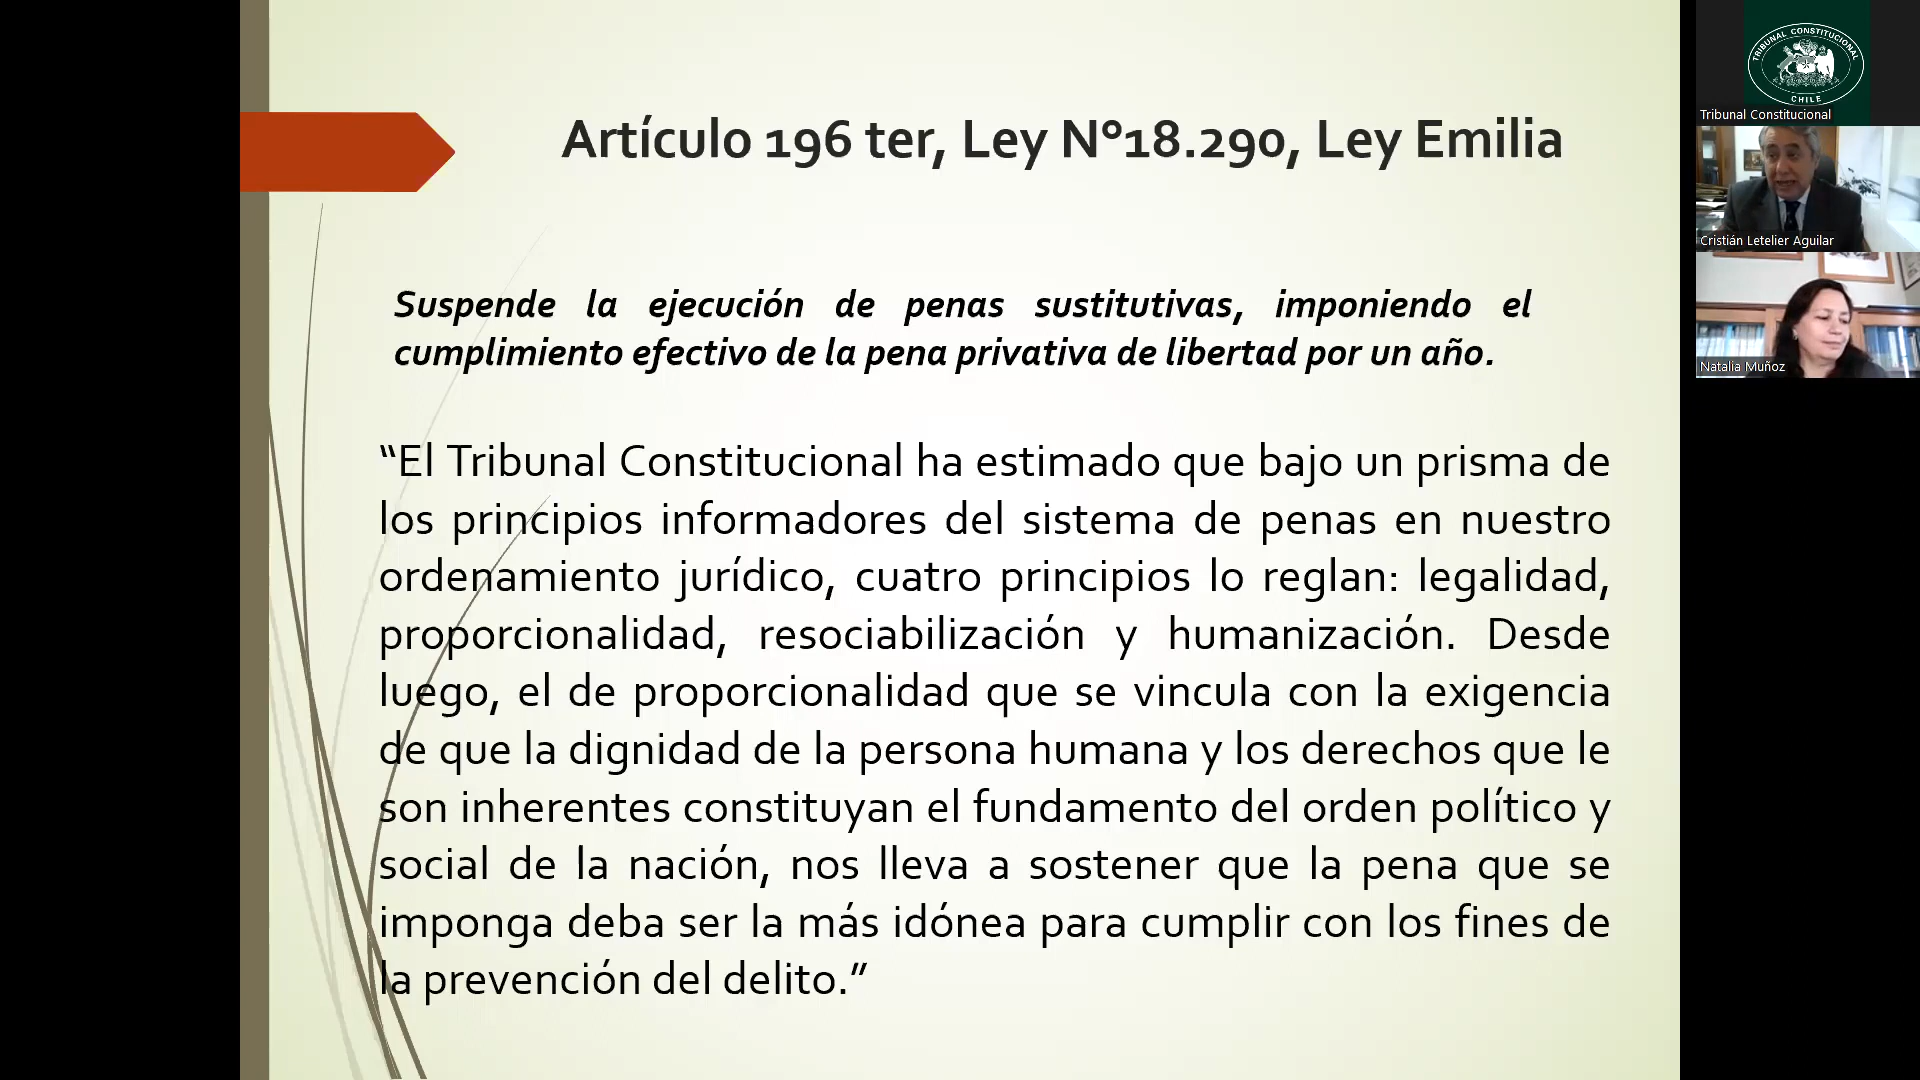 Artículo 196 ter, Ley N°18.290, Ley Emilia
Suspende la ejecución de penas sustitutivas, imponiendo el
cumplimiento efectivo de la pena privativa de libertad por un año.
“El Tribunal Constitucional ha estimado que bajo un prisma de
los principios informadores del sistema de penas en nuestro
ordenamiento jurídico, cuatro principios lo reglan: legalidad,
proporcionalidad, resociabilización y humanización. Desde
luego, el de proporcionalidad que se vincula con la exigencia
de que la dignidad de la persona humana y los derechos que le
son inherentes constituyan el fundamento del orden político y
social de la nación, nos lleva a sostener que la pena que se
imponga deba ser la más idónea para cumplir con los fines de
la prevención del delito.”
TRIBUNAL CONSTITUCIONAL
CHILE
Tribunal Constitucional
Cristián Letelier Aguilar
Natalia Muñoz